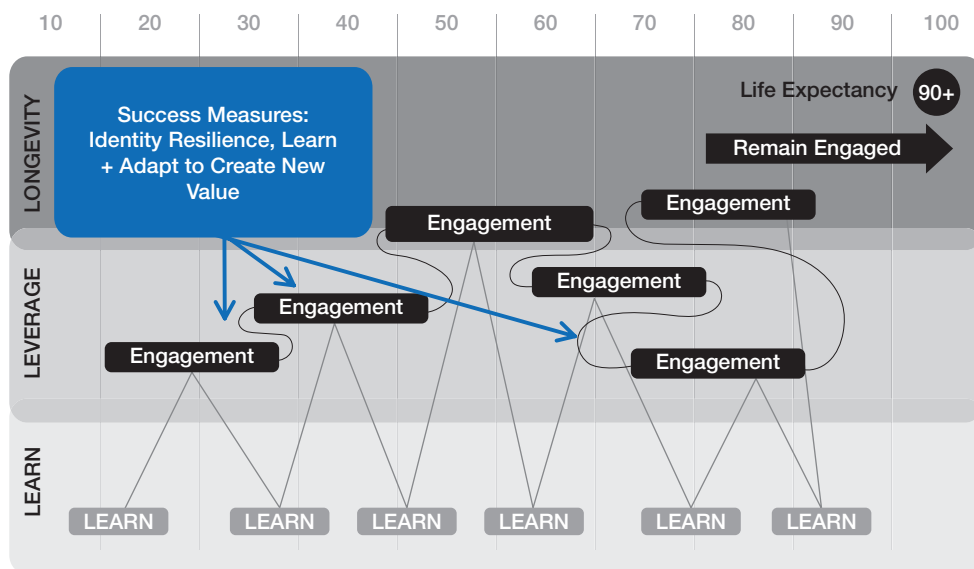 10 20 30 40 50 60 70 80 90 100
LONGEVITY
Success Measures:
Identity Resilience, Learn
+ Adapt to Create New
Value
Life Expectancy 90+
Remain Engaged
Engagement
Engagement
LEVERAGE
Engagement
Engagement
Engagement
Engagement
LEARN
LEARN LEARN LEARN LEARN LEARN LEARN